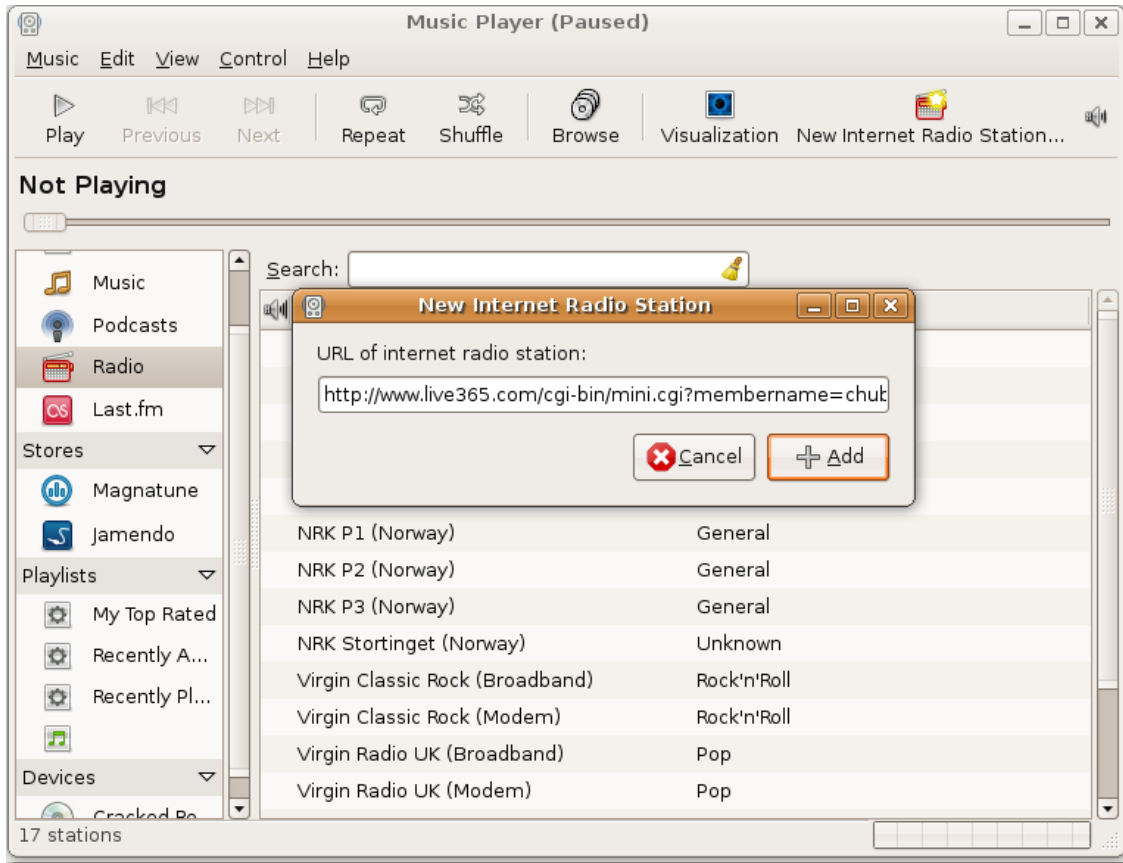 Music Player (Paused)
Music Edit View Control Help
Play Previous Next Repeat Shuffle Browse Visualization New Internet Radio Station...
Not Playing
Search:
Music
Podcasts
Radio
Last.fm
Stores
Magnatune
Jamendo
Playlists
My Top Rated
Recently A...
Recently Pl...
Devices
New Internet Radio Station
URL of internet radio station:
http://www.live365.com/cgi-bin/mini.cgi?membername=chub
Cancel Add
NRK P1 (Norway) General
NRK P2 (Norway) General
NRK P3 (Norway) General
NRK Stortinget (Norway) Unknown
Virgin Classic Rock (Broadband) Rock'n'Roll
Virgin Classic Rock (Modem) Rock'n'Roll
Virgin Radio UK (Broadband) Pop
Virgin Radio UK (Modem) Pop
17 stations